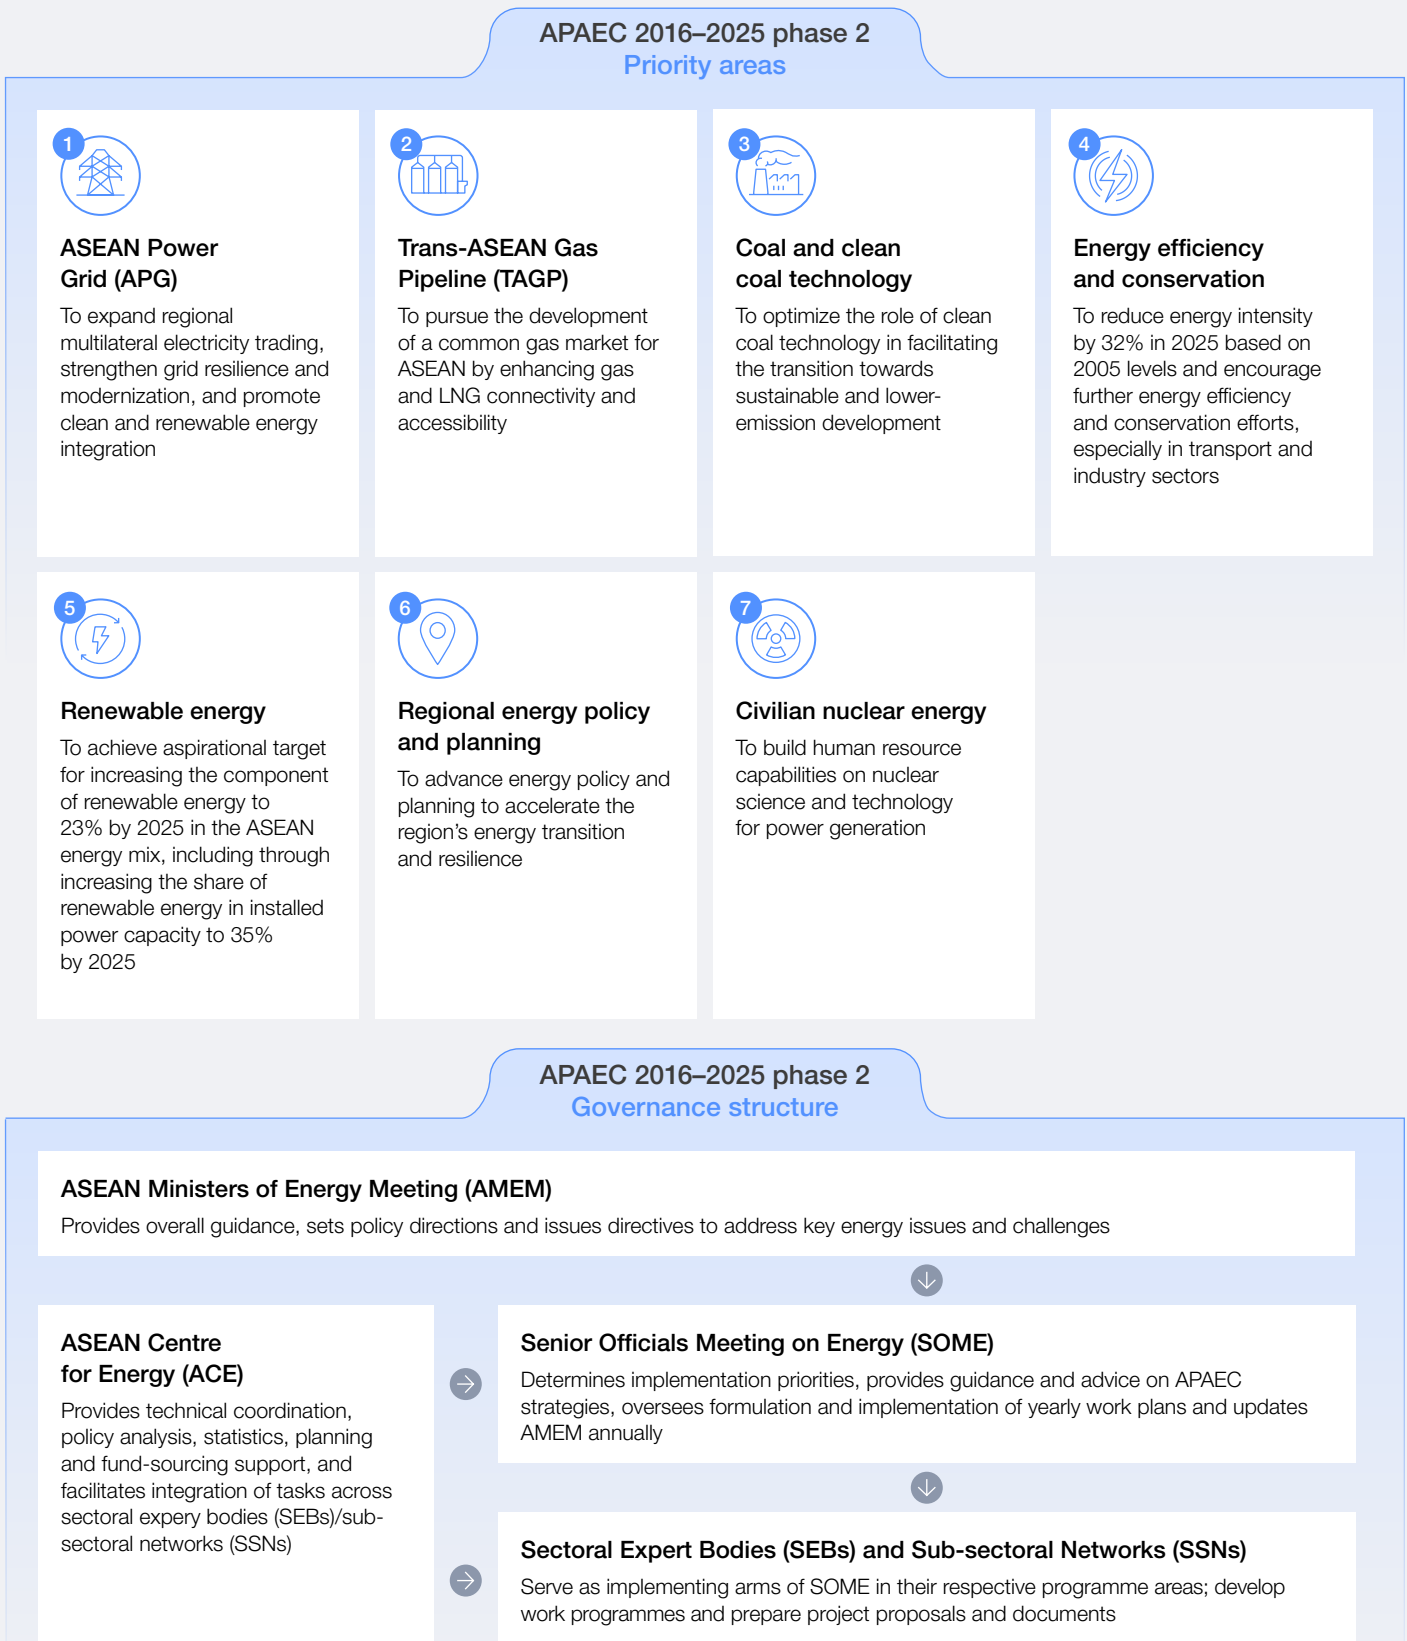 APAEC 2016–2025 phase 2
Priority areas
1
ASEAN Power
Grid (APG)
To expand regional
multilateral electricity trading,
strengthen grid resilience and
modernization, and promote
clean and renewable energy
integration
2
Trans-ASEAN Gas
Pipeline (TAGP)
To pursue the development
of a common gas market for
ASEAN by enhancing gas
and LNG connectivity and
accessibility
3
Coal and clean
coal technology
To optimize the role of clean
coal technology in facilitating
the transition towards
sustainable and lower-
emission development
4
Energy efficiency
and conservation
To reduce energy intensity
by 32% in 2025 based on
2005 levels and encourage
further energy efficiency
and conservation efforts,
especially in transport and
industry sectors
5
Renewable energy
To achieve aspirational target
for increasing the component
of renewable energy to
23% by 2025 in the ASEAN
energy mix, including through
increasing the share of
renewable energy in installed
power capacity to 35%
by 2025
6
Regional energy policy
and planning
To advance energy policy and
planning to accelerate the
region’s energy transition
and resilience
7
Civilian nuclear energy
To build human resource
capabilities on nuclear
science and technology
for power generation
APAEC 2016–2025 phase 2
Governance structure
ASEAN Ministers of Energy Meeting (AMEM)
Provides overall guidance, sets policy directions and issues directives to address key energy issues and challenges
ASEAN Centre
for Energy (ACE)
Provides technical coordination,
policy analysis, statistics, planning
and fund-sourcing support, and
facilitates integration of tasks across
sectoral expery bodies (SEBs)/sub-
sectoral networks (SSNs)
Senior Officials Meeting on Energy (SOME)
Determines implementation priorities, provides guidance and advice on APAEC
strategies, oversees formulation and implementation of yearly work plans and updates
AMEM annually
Sectoral Expert Bodies (SEBs) and Sub-sectoral Networks (SSNs)
Serve as implementing arms of SOME in their respective programme areas; develop
work programmes and prepare project proposals and documents